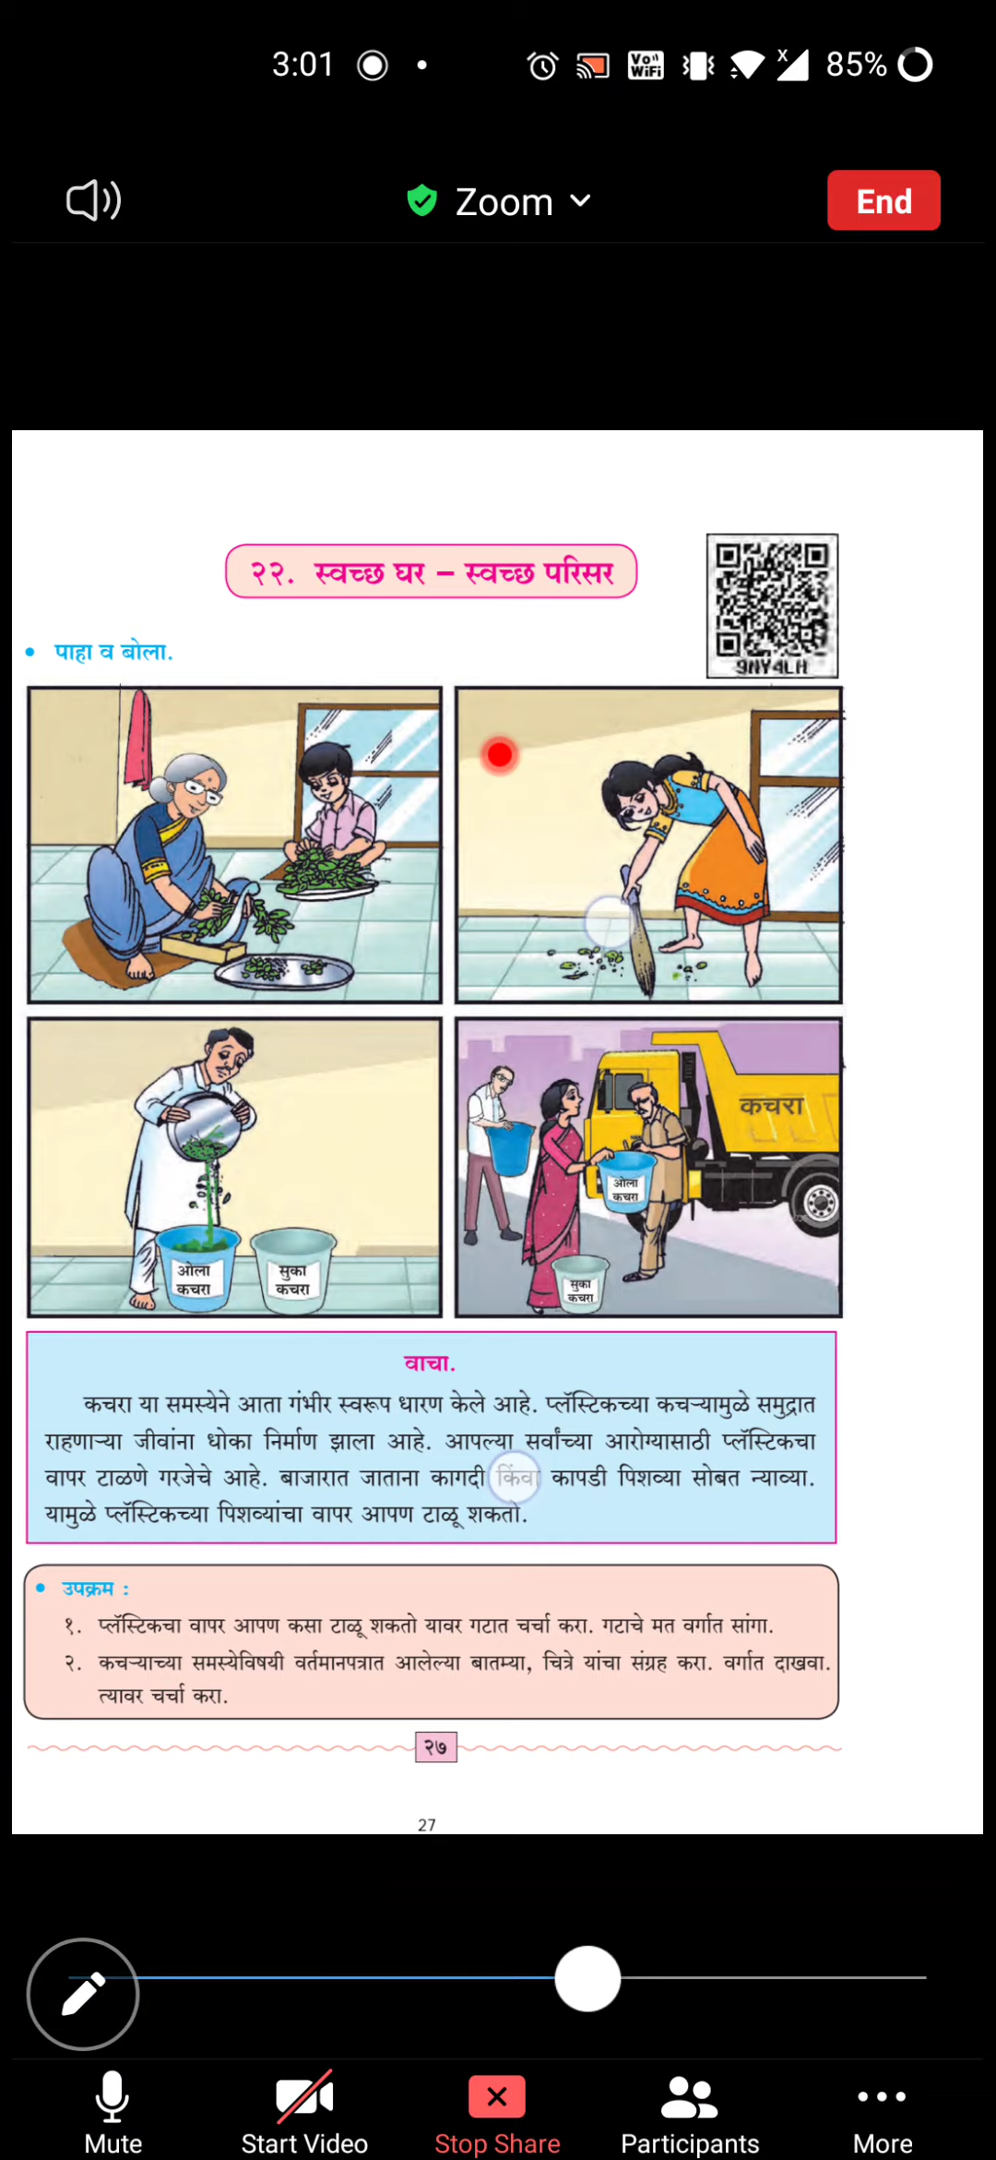 3:01
Vo WiFi
x
85%
Zoom
End
२२. स्वच्छ घर – स्वच्छ परिसर
9NY4LH
• पाहा व बोला.
ओला
कचरा
सुका
कचरा
कचरा
ओला
कचरा
सुका
कचरा
वाचा.
कचरा या समस्येने आता गंभीर स्वरूप धारण केले आहे. प्लॅस्टिकच्या कचऱ्यामुळे समुद्रात
राहणाऱ्या जीवांना धोका निर्माण झाला आहे. आपल्या सर्वांच्या आरोग्यासाठी प्लॅस्टिकचा
वापर टाळणे गरजेचे आहे. बाजारात जाताना कागदी किंवा कापडी पिशव्या सोबत न्याव्या.
यामुळे प्लॅस्टिकच्या पिशव्यांचा वापर आपण टाळू शकतो.
• उपक्रम :
१. प्लॅस्टिकचा वापर आपण कसा टाळू शकतो यावर गटात चर्चा करा. गटाचे मत वर्गात सांगा.
२. कचऱ्याच्या समस्येविषयी वर्तमानपत्रात आलेल्या बातम्या, चित्रे यांचा संग्रह करा. वर्गात दाखवा.
त्यावर चर्चा करा.
२७
27
Mute
Start Video
Stop Share
Participants
More